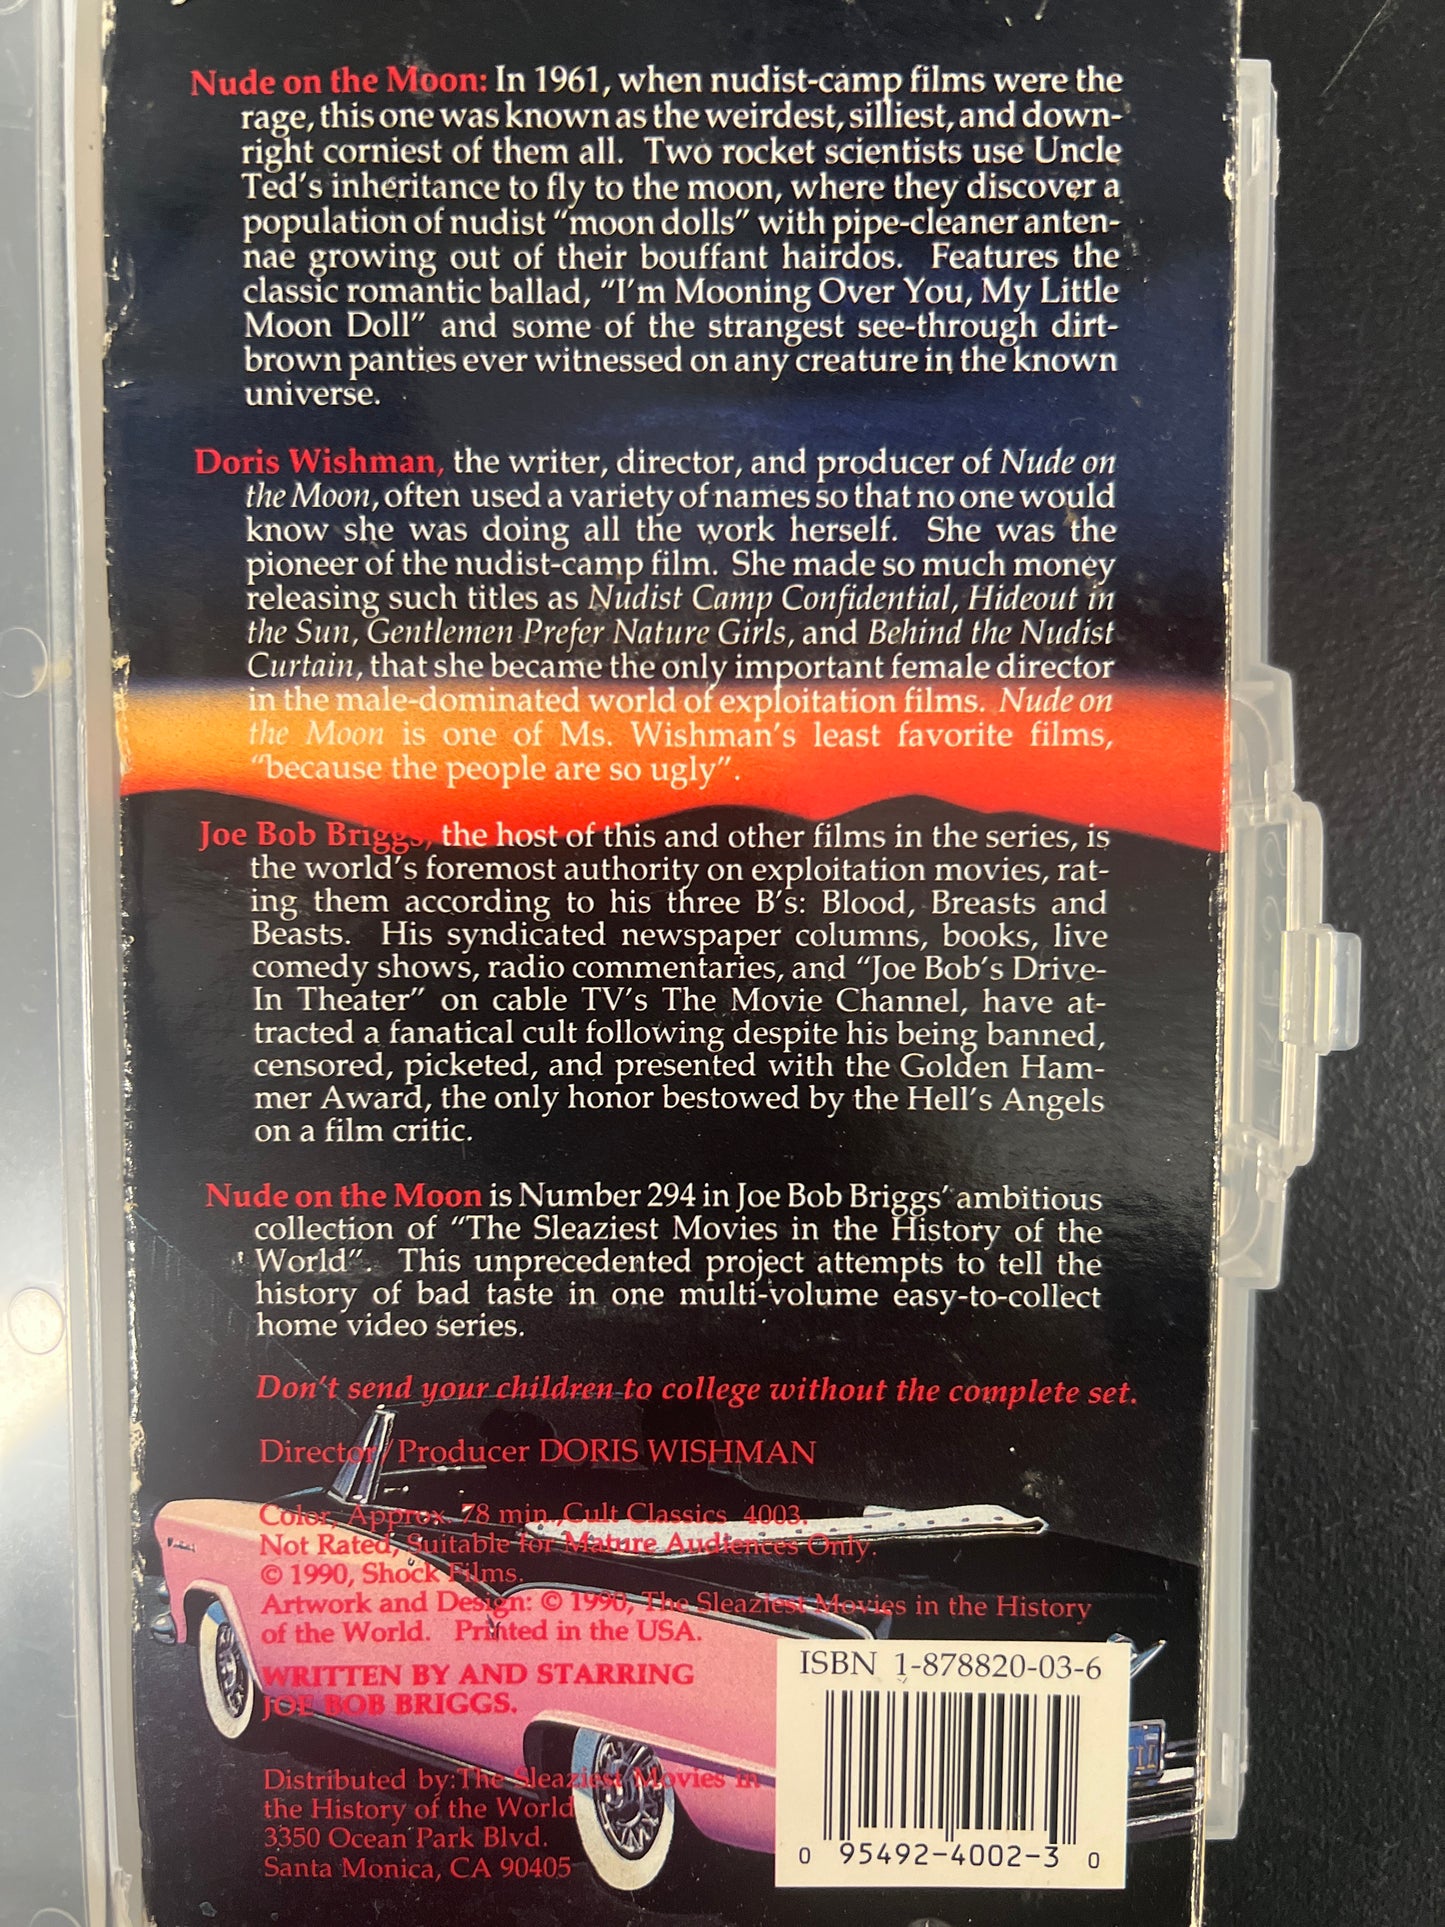 Nude on the Moon: In 1961, when nudist-camp films were the
rage, this one was known as the weirdest, silliest, and down-
right corniest of them all. Two rocket scientists use Uncle
Ted's inheritance to fly to the moon, where they discover a
population of nudist "moon dolls" with pipe-cleaner anten-
nae growing out of their bouffant hairdos. Features the
classic romantic ballad, "I'm Mooning Over You, My Little
Moon Doll" and some of the strangest see-through dirt-
brown panties ever witnessed on any creature in the known
universe.
Doris Wishman, the writer, director, and producer of Nude on
the Moon, often used a variety of names so that no one would
know she was doing all the work herself. She was the
pioneer of the nudist-camp film. She made so much money
releasing such titles as Nudist Camp Confidential, Hideout in
the Sun, Gentlemen Prefer Nature Girls, and Behind the Nudist
Curtain, that she became the only important female director
in the male-dominated world of exploitation films. Nude on
the Moon is one of Ms. Wishman's least favorite films,
"because the people are so ugly".
Joe Bob Briggs, the host of this and other films in the series, is
the world's foremost authority on exploitation movies, rat-
ing them according to his three B's: Blood, Breasts and
Beasts. His syndicated newspaper columns, books, live
comedy shows, radio commentaries, and "Joe Bob's Drive-
In Theater" on cable TV's The Movie Channel, have at-
tracted a fanatical cult following despite his being banned,
censored, picketed, and presented with the Golden Ham-
mer Award, the only honor bestowed by the Hell's Angels
on a film critic.
Nude on the Moon is Number 294 in Joe Bob Briggs' ambitious
collection of "The Sleaziest Movies in the History of the
World". This unprecedented project attempts to tell the
history of bad taste in one multi-volume easy-to-collect
home video series.
Don't send your children to college without the complete set.
Director/Producer DORIS WISHMAN
Color, Approx. 78 min., Cult Classics 4003.
Not Rated, Suitable for Mature Audiences Only.
© 1990, Shock Films.
Artwork and Design: © 1990, The Sleaziest Movies in the History
of the World. Printed in the USA.
WRITTEN BY AND STARRING
JOE BOB BRIGGS.
Distributed by: The Sleaziest Movies in
the History of the World
3350 Ocean Park Blvd.
Santa Monica, CA 90405
ISBN 1-878820-03-6
0 95492-4002-3 0